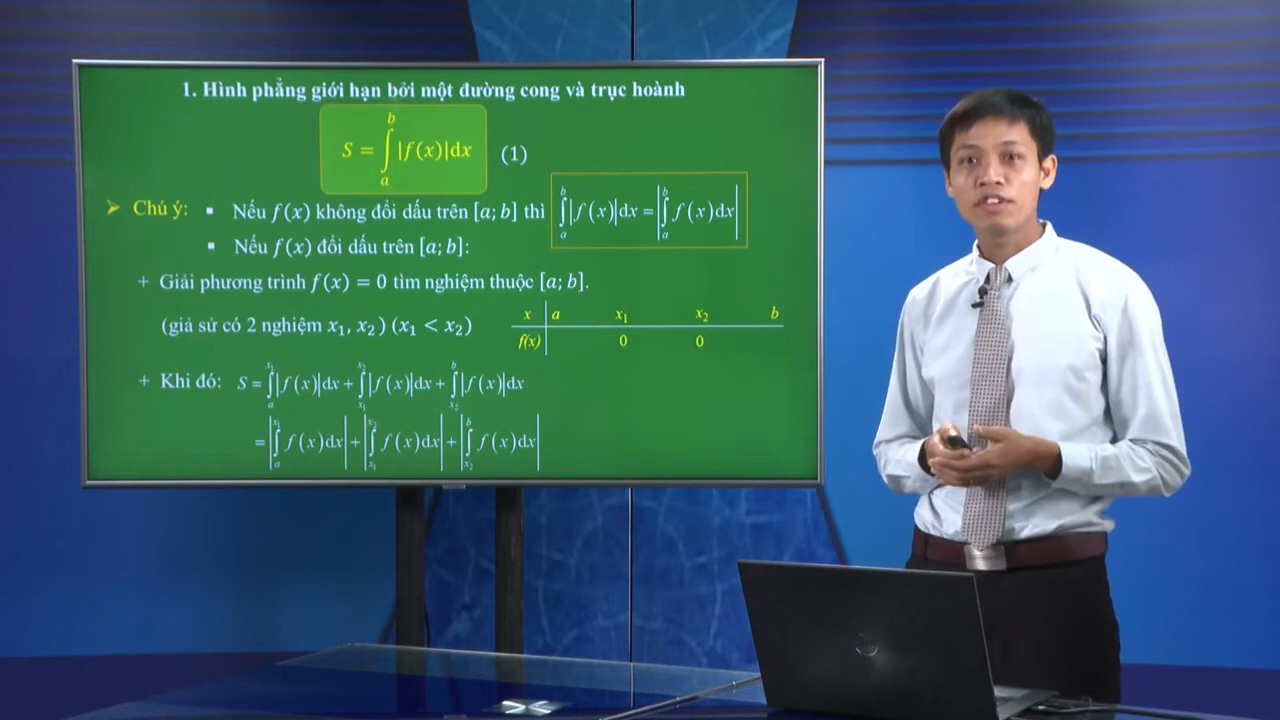 1. Hình phẳng giới hạn bởi một đường cong và trục hoành
S = ∫_a^b |f(x)|dx (1)
➤ Chú ý: ▪ Nếu f(x) không đổi dấu trên [a; b] thì ∫_a^b |f(x)|dx = |∫_a^b f(x)dx|
▪ Nếu f(x) đổi dấu trên [a; b]:
+ Giải phương trình f(x) = 0 tìm nghiệm thuộc [a; b].
(giả sử có 2 nghiệm x₁, x₂) (x₁ < x₂)
x a x₁ x₂ b
f(x) 0 0
+ Khi đó: S = ∫_a^{x₁} |f(x)|dx + ∫_{x₁}^{x₂} |f(x)|dx + ∫_{x₂}^b |f(x)|dx
= |∫_a^{x₁} f(x)dx| + |∫_{x₁}^{x₂} f(x)dx| + |∫_{x₂}^b f(x)dx|